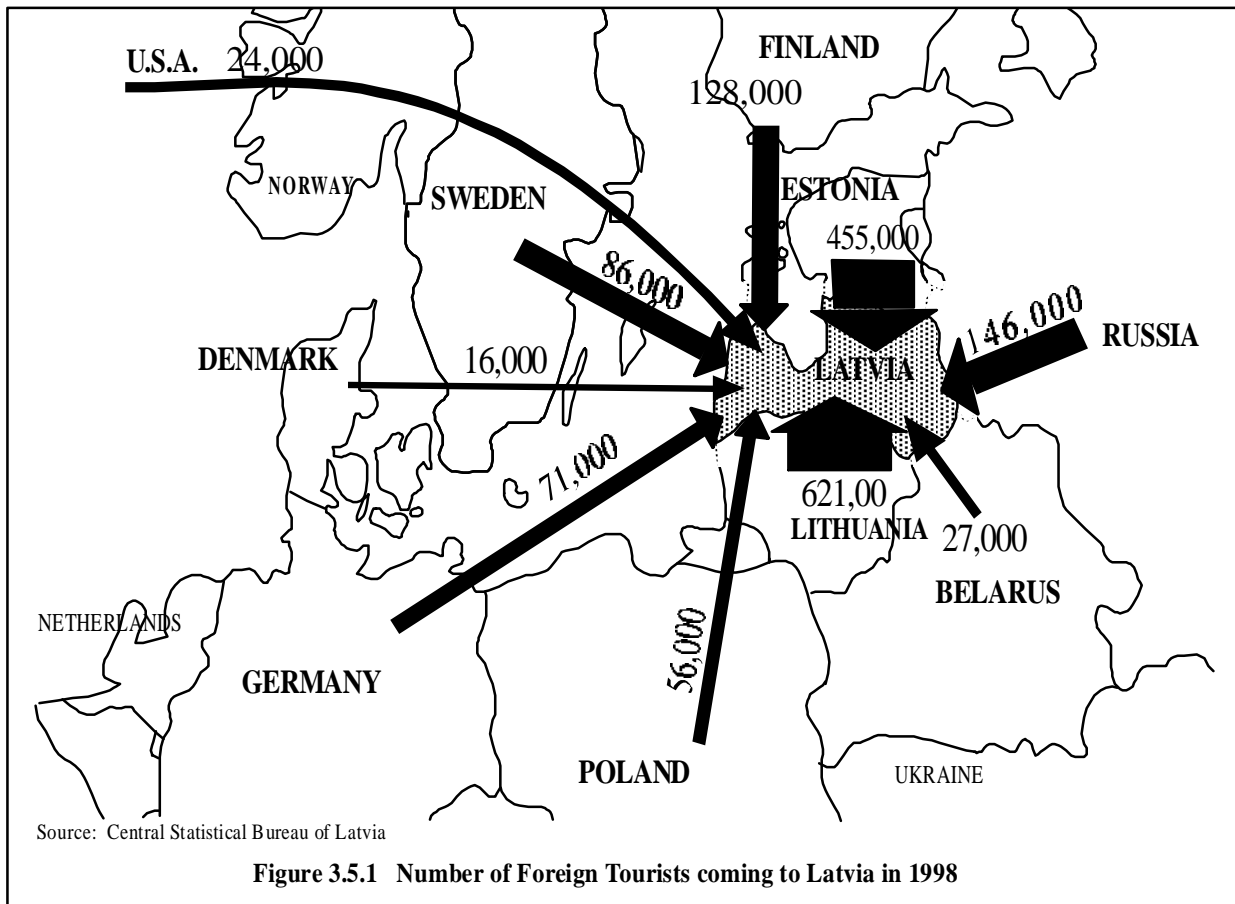 FINLAND
U.S.A. 24,000
128,000
NORWAY
SWEDEN
ESTONIA
455,000
86,000
146,000
RUSSIA
DENMARK
16,000
LATVIA
71,000
621,00
LITHUANIA
27,000
BELARUS
NETHERLANDS
56,000
GERMANY
POLAND
UKRAINE
Source: Central Statistical Bureau of Latvia
Figure 3.5.1 Number of Foreign Tourists coming to Latvia in 1998